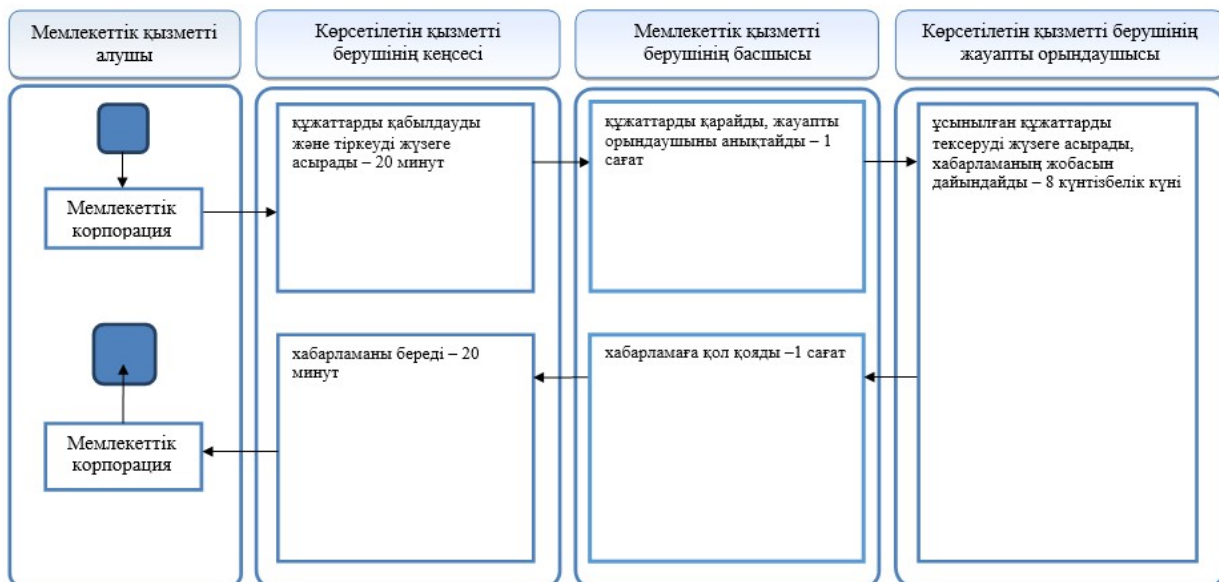 Мемлекеттік қызметті
алушы
Көрсетілетін қызметті
берушінің кеңсесі
Мемлекеттік қызметті
берушінің басшысы
Көрсетілетін қызметті берушінің
жауапты орындаушысы
Мемлекеттік
корпорация
құжаттарды қабылдауды
және тіркеуді жүзеге
асырады – 20 минут
құжаттарды қарайды, жауапты
орындаушыны анықтайды – 1
сағат
ұсынылған құжаттарды
тексеруді жүзеге асырады,
хабарламаның жобасын
дайындайды – 8 күнтізбелік күні
хабарламаны береді – 20
минут
хабарламаға қол қояды –1 сағат
Мемлекеттік
корпорация